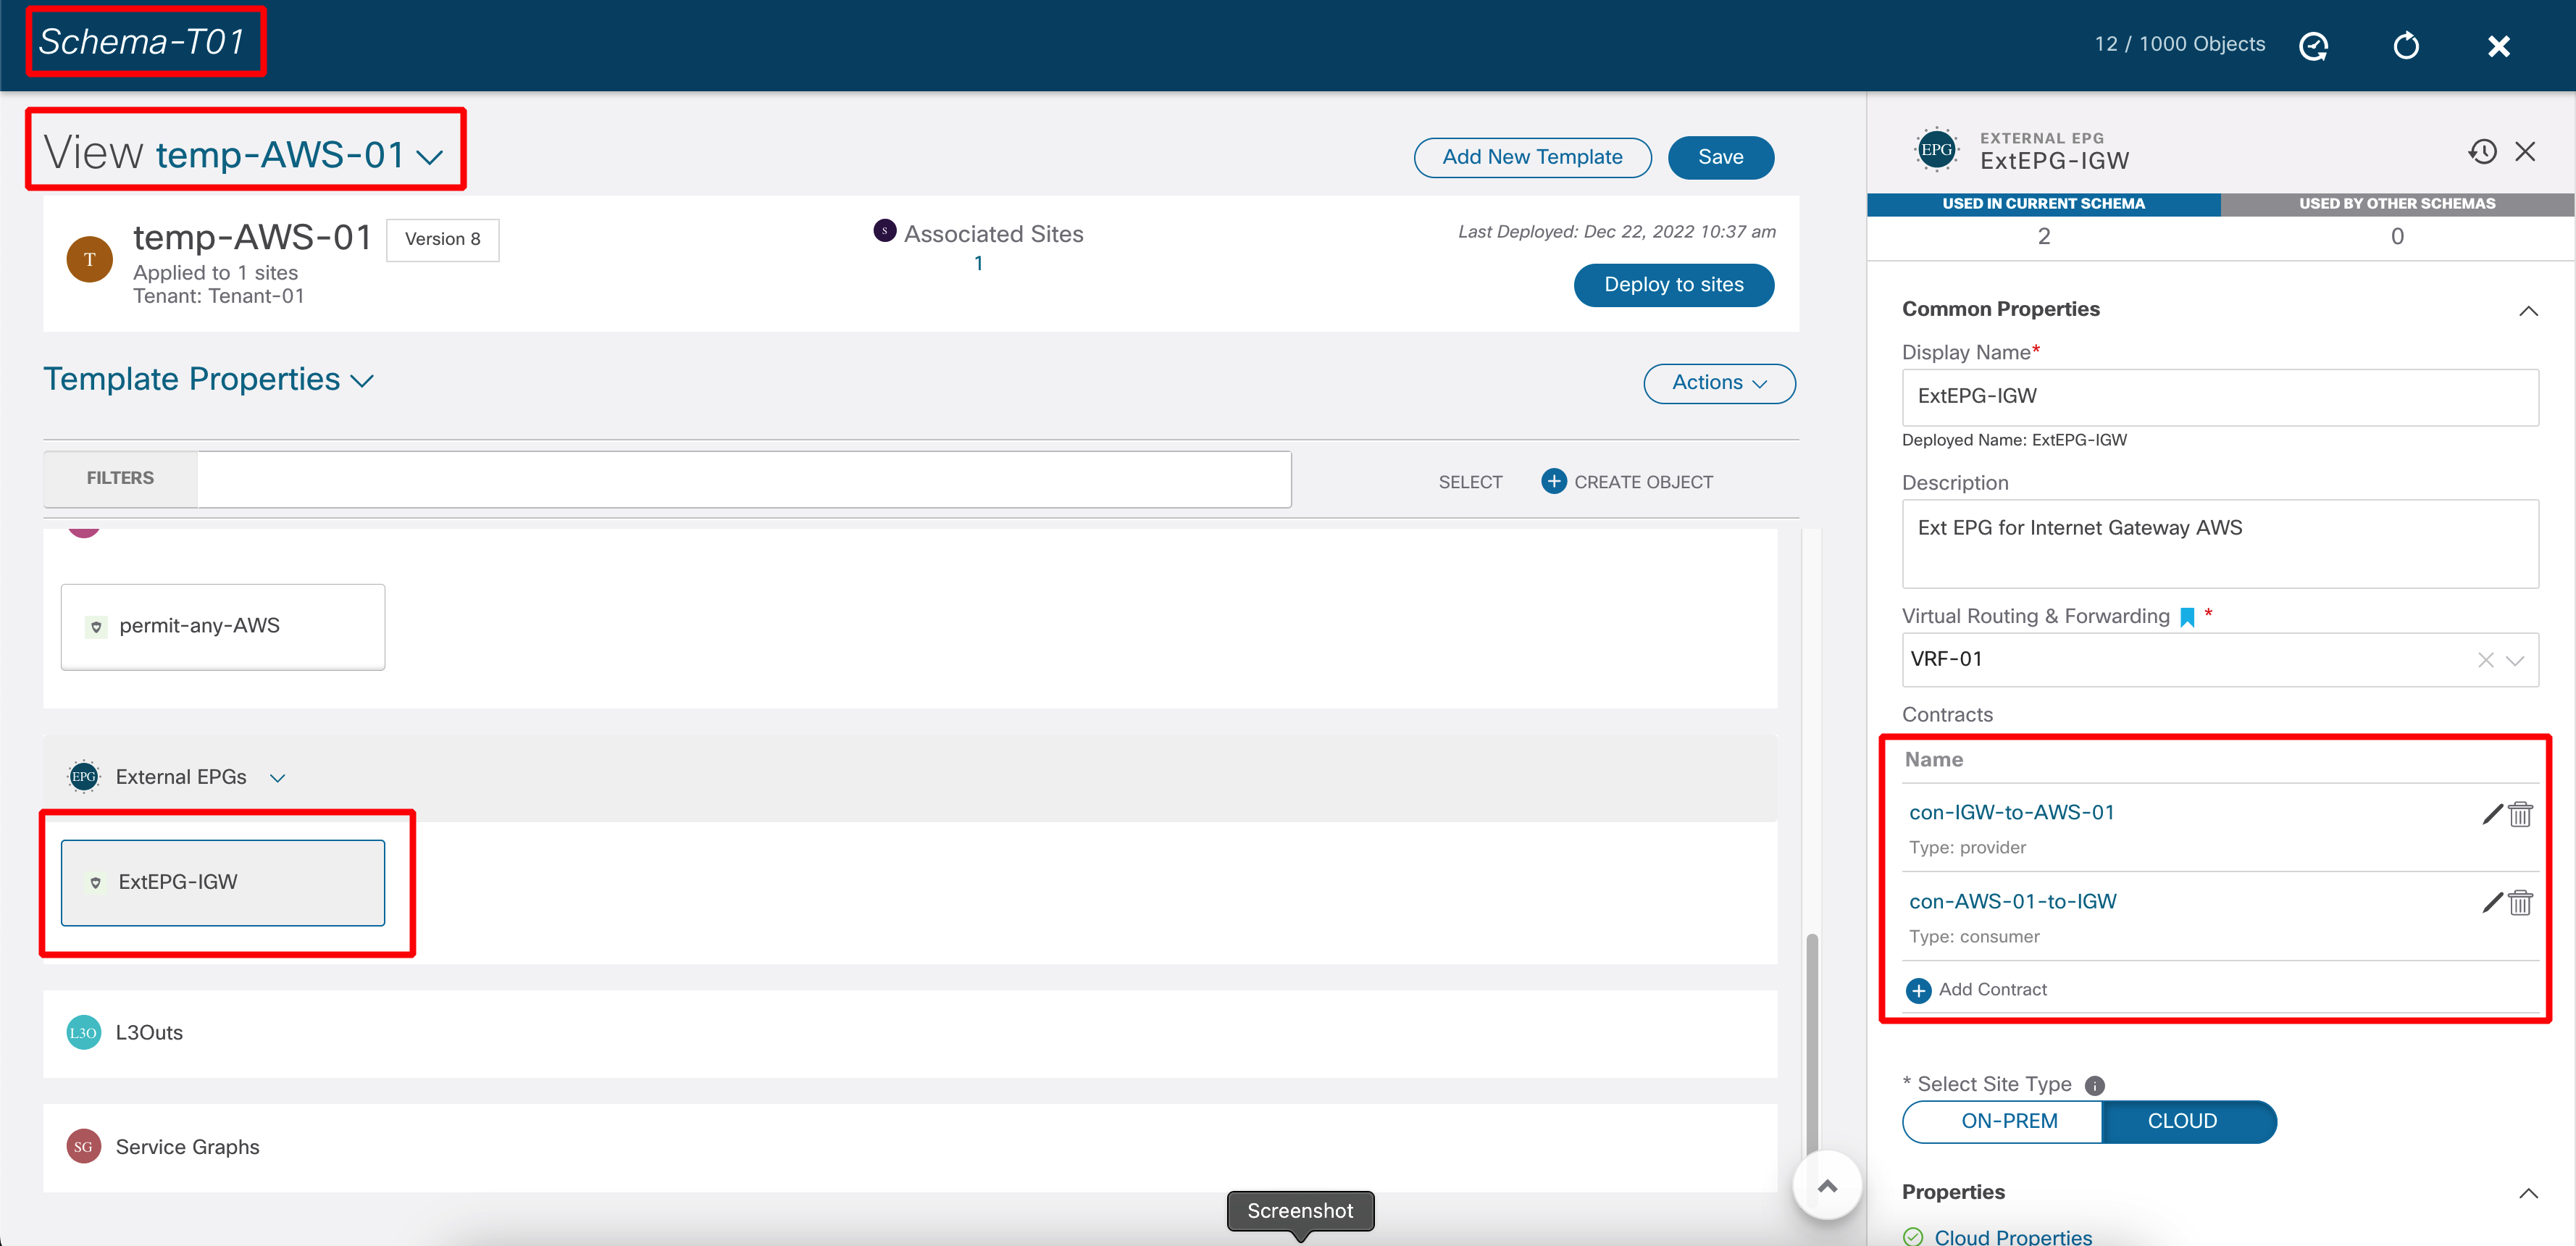 Schema-T01
12 / 1000 Objects
View temp-AWS-01
Add New Template
Save
T
temp-AWS-01
Version 8
Applied to 1 sites
Tenant: Tenant-01
S
Associated Sites
1
Last Deployed: Dec 22, 2022 10:37 am
Deploy to sites
Template Properties
Actions
FILTERS
SELECT
CREATE OBJECT
permit-any-AWS
EPG
External EPGs
ExtEPG-IGW
L3O
L3Outs
SG
Service Graphs
Screenshot
EPG
EXTERNAL EPG
ExtEPG-IGW
USED IN CURRENT SCHEMA
USED BY OTHER SCHEMAS
2
0
Common Properties
Display Name*
ExtEPG-IGW
Deployed Name: ExtEPG-IGW
Description
Ext EPG for Internet Gateway AWS
Virtual Routing & Forwarding *
VRF-01
Contracts
Name
con-IGW-to-AWS-01
Type: provider
con-AWS-01-to-IGW
Type: consumer
Add Contract
* Select Site Type i
ON-PREM
CLOUD
Properties
Cloud Properties